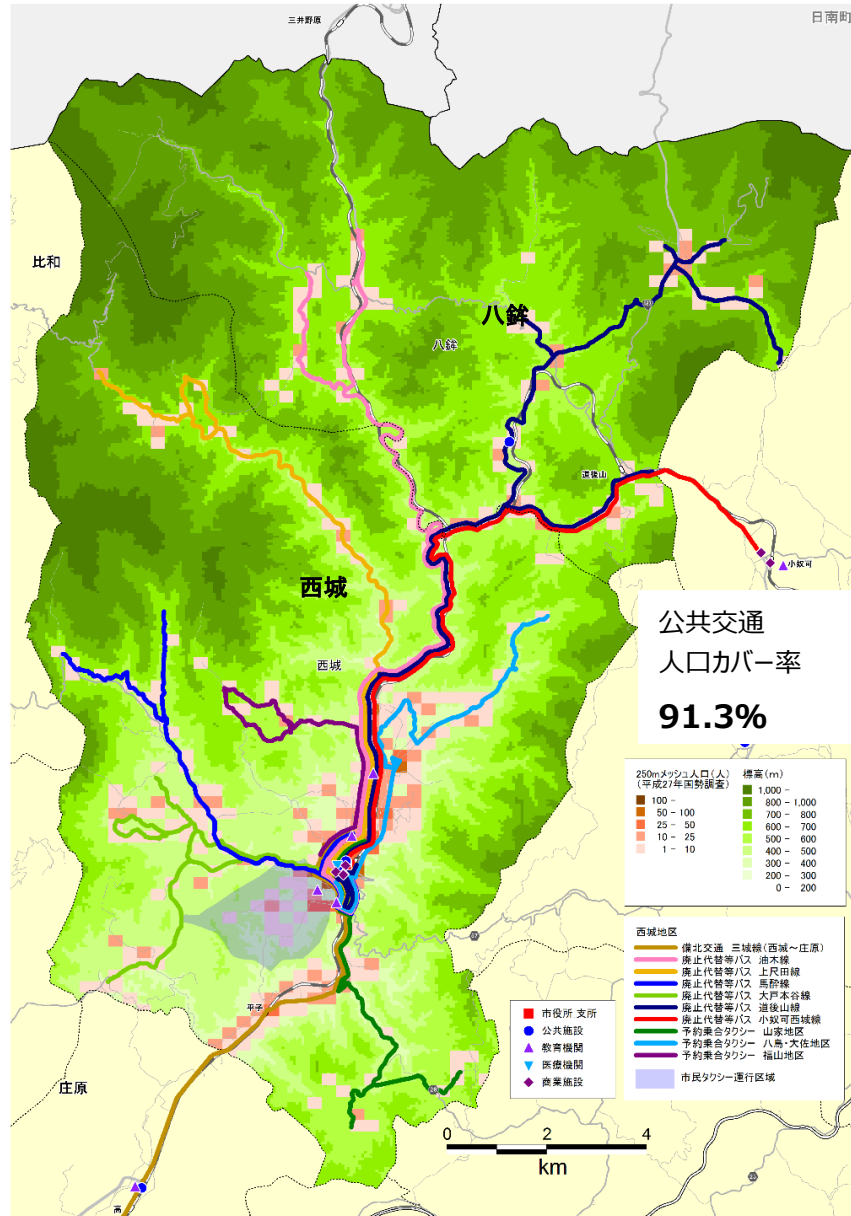 三井野原
日南町
比和
八鉾
八鉾
道後山
小奴可
西城
西城
公共交通
人口カバー率
91.3%
250mメッシュ人口(人)
(平成27年国勢調査)
100 -
50 - 100
25 - 50
10 - 25
1 - 10
標高(m)
1,000 -
800 - 1,000
700 - 800
600 - 700
500 - 600
400 - 500
300 - 400
200 - 300
0 - 200
平子
庄原
高
市役所 支所
公共施設
教育機関
医療機関
商業施設
西城地区
備北交通 三城線(西城~庄原)
廃止代替等バス 油木線
廃止代替等バス 上尺田線
廃止代替等バス 馬酔線
廃止代替等バス 大戸本谷線
廃止代替等バス 道後山線
廃止代替等バス 小奴可西城線
予約乗合タクシー 山家地区
予約乗合タクシー 八鳥・大佐地区
予約乗合タクシー 福山地区
市民タクシー運行区域
0 2 4
km